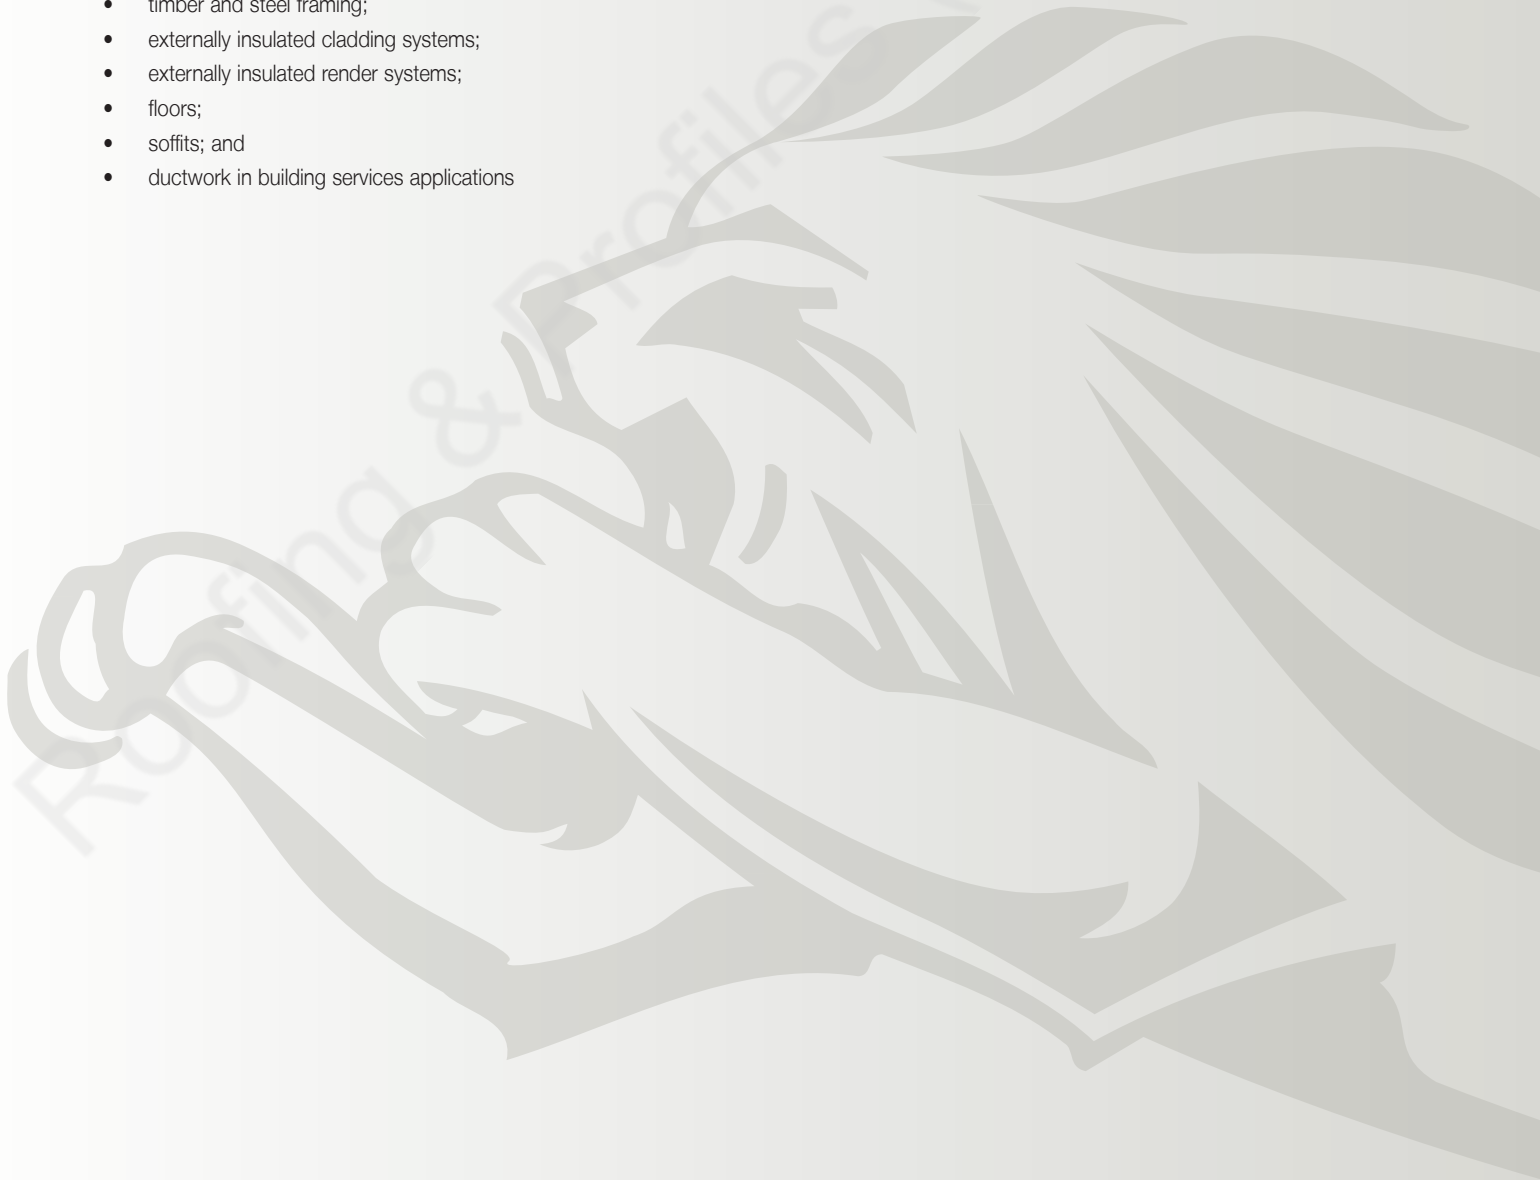 • timber and steel framing;
• externally insulated cladding systems;
• externally insulated render systems;
• floors;
• soffits; and
• ductwork in building services applications
Roofing & Profiles